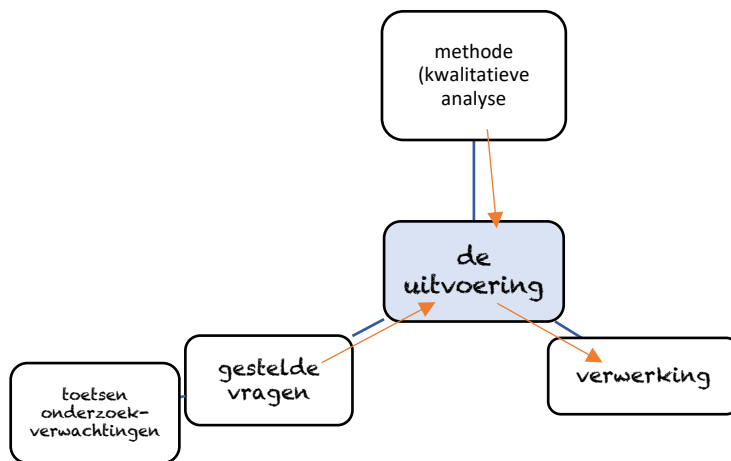 methode
(kwalitatieve
analyse
de
uitvoering
gestelde
vragen
verwerking
toetsen
onderzoek-
verwachtingen